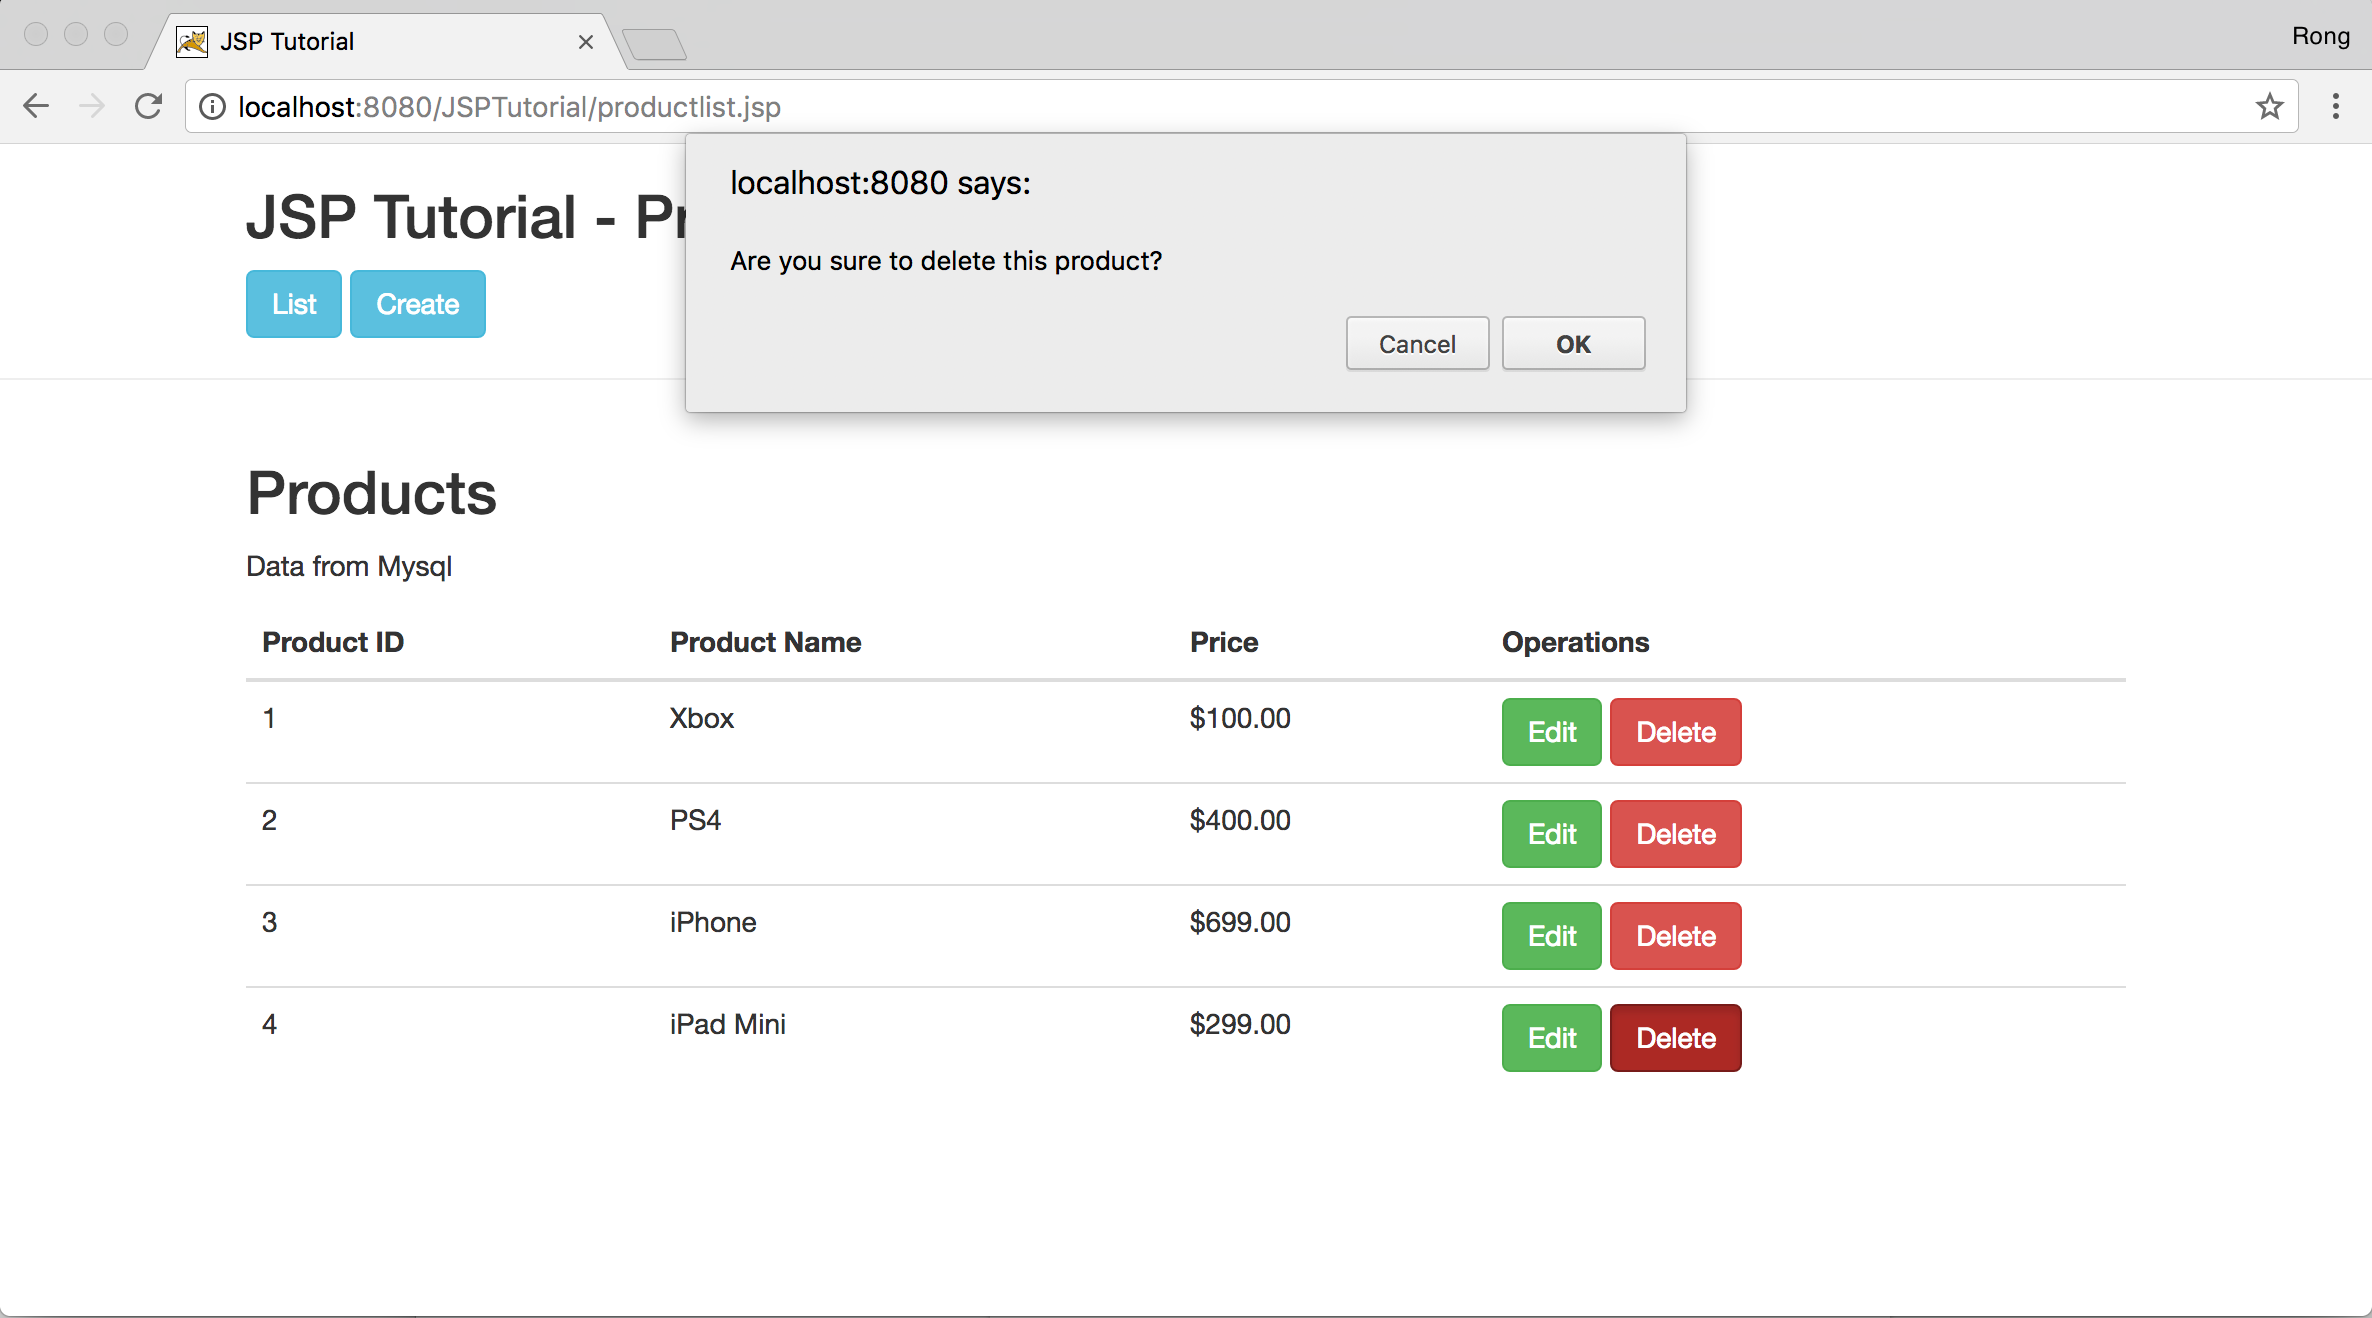 JSP Tutorial
Rong
localhost:8080/JSPTutorial/productlist.jsp
localhost:8080 says:
Are you sure to delete this product?
Cancel OK
JSP Tutorial - Pr
List Create
Products
Data from Mysql
Product ID Product Name Price Operations
1 Xbox $100.00 Edit Delete
2 PS4 $400.00 Edit Delete
3 iPhone $699.00 Edit Delete
4 iPad Mini $299.00 Edit Delete